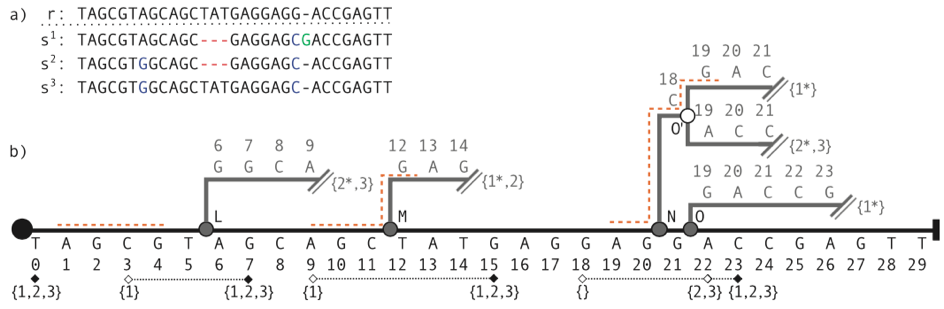 a) r: TAGCGTAGCAGCTATGAGGAGG-ACCGAGTT
s1: TAGCGTAGCAGC---GAGGAGCGACCGAGTT
s2: TAGCGTGGCAGC---GAGGAGC-ACCGAGTT
s3: TAGCGTGGCAGCTATGAGGAGC-ACCGAGTT
19 20 21
G A C
{1*}
18
C
O'
19 20 21
A C C
{2*,3}
b)
6 7 8 9
G G C A
{2*,3}
12 13 14
G A G
{1*,2}
19 20 21 22 23
G A C C G
{1*}
L M N O
T A G C G T A G C A G C T A T G A G G A G G A C C G A G T T
0 1 2 3 4 5 6 7 8 9 10 11 12 13 14 15 16 17 18 19 20 21 22 23 24 25 26 27 28 29
{1,2,3} {1} {1,2,3} {1} {1,2,3} {} {2,3} {1,2,3}